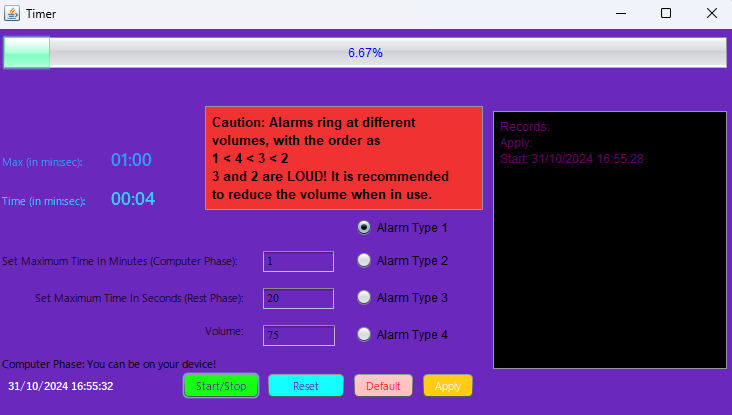 Timer
6.67%
Caution: Alarms ring at different
volumes, with the order as
1 < 4 < 3 < 2
3 and 2 are LOUD! It is recommended
to reduce the volume when in use.
Records:
Apply:
Start: 31/10/2024 16:55:28
Max (in min:sec): 01:00
Time (in min:sec): 00:04
Alarm Type 1
Set Maximum Time In Minutes (Computer Phase): 1
Alarm Type 2
Set Maximum Time In Seconds (Rest Phase): 20
Alarm Type 3
Volume: 75
Alarm Type 4
Computer Phase: You can be on your device!
31/10/2024 16:55:32
Start/Stop
Reset
Default
Apply